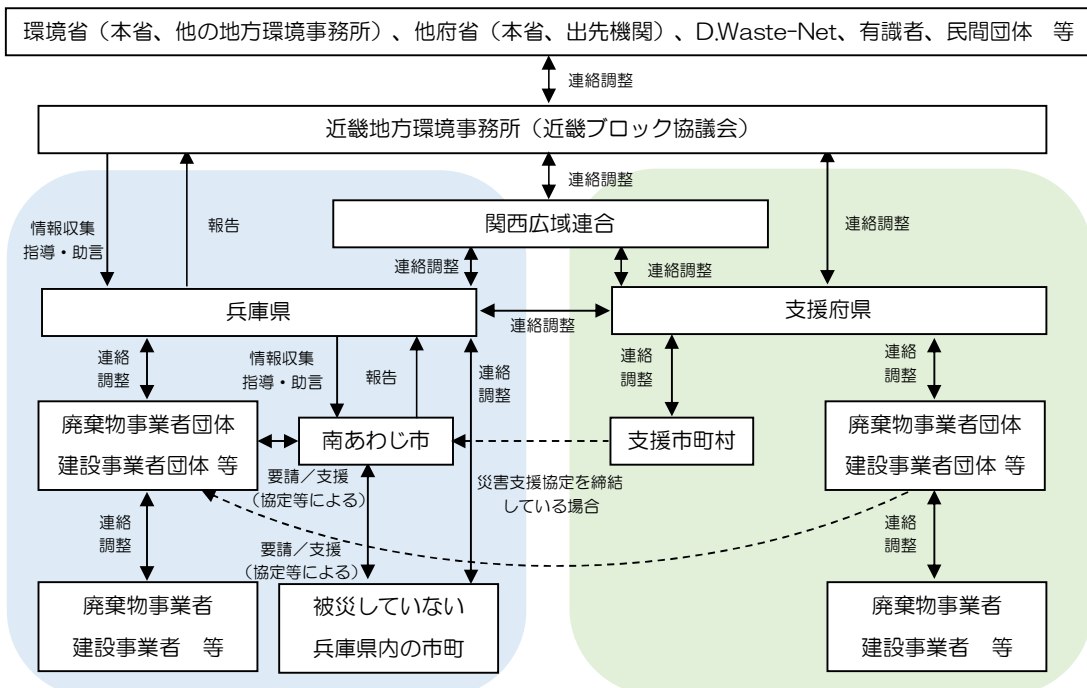 環境省（本省、他の地方環境事務所）、他府省（本省、出先機関）、D.Waste-Net、有識者、民間団体　等
連絡調整
近畿地方環境事務所（近畿ブロック協議会）
情報収集
指導・助言
報告
連絡調整
連絡調整
関西広域連合
連絡調整
連絡調整
兵庫県
連絡調整
支援府県
連絡
調整
情報収集
指導・助言
報告
連絡
調整
連絡
調整
連絡
調整
廃棄物事業者団体
建設事業者団体 等
南あわじ市
支援市町村
廃棄物事業者団体
建設事業者団体 等
要請／支援
（協定等による）
災害支援協定を締結
している場合
連絡
調整
要請／支援
（協定等による）
連絡
調整
廃棄物事業者
建設事業者　等
被災していない
兵庫県内の市町
廃棄物事業者
建設事業者　等